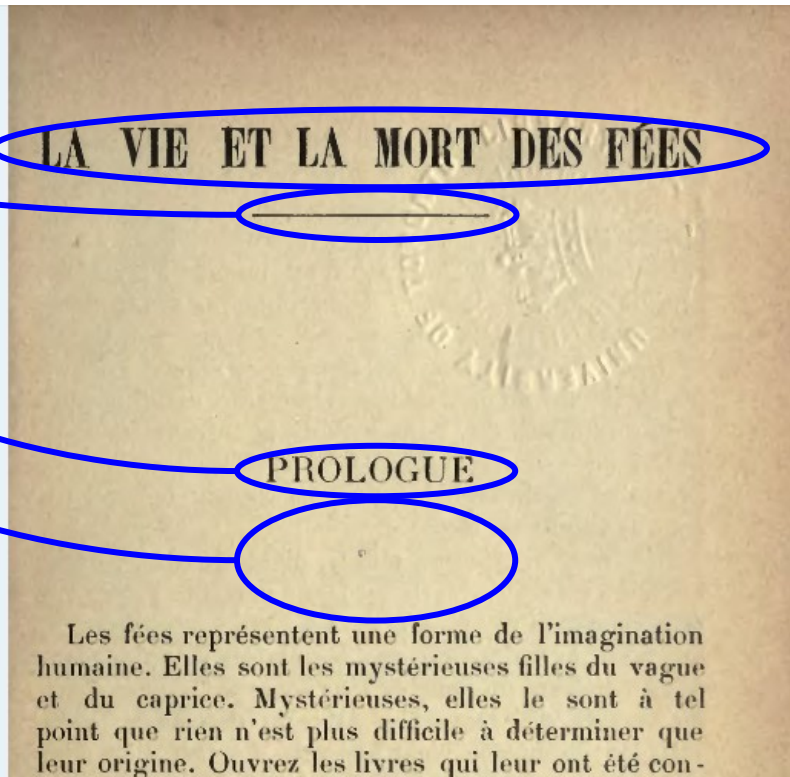 LA VIE ET LA MORT DES FÉES
PROLOGUE
Les fées représentent une forme de l'imagination
humaine. Elles sont les mystérieuses filles du vague
et du caprice. Mystérieuses, elles le sont à tel
point que rien n'est plus difficile à déterminer que
leur origine. Ouvrez les livres qui leur ont été con-